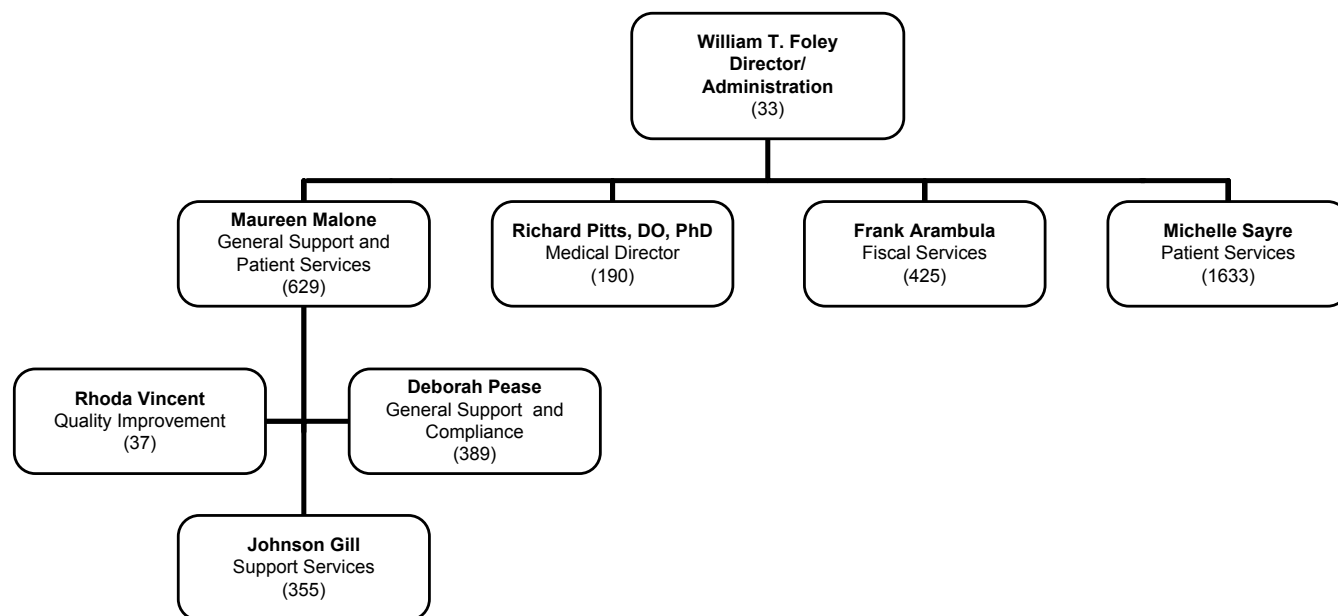 William T. Foley
Director/
Administration
(33)
Maureen Malone
General Support and
Patient Services
(629)
Richard Pitts, DO, PhD
Medical Director
(190)
Frank Arambula
Fiscal Services
(425)
Michelle Sayre
Patient Services
(1633)
Rhoda Vincent
Quality Improvement
(37)
Deborah Pease
General Support  and
Compliance
(389)
Johnson Gill
Support Services
(355)